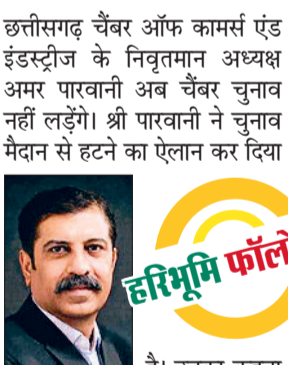 छत्तीसगढ़ चैंबर ऑफ कामर्स एंड
इंडस्ट्रीज के निवृतमान अध्यक्ष
अमर पारवानी अब चैंबर चुनाव
नहीं लड़ेंगे। श्री पारवानी ने चुनाव
मैदान से हटने का ऐलान कर दिया
हरिभूमि फॉलो
है।